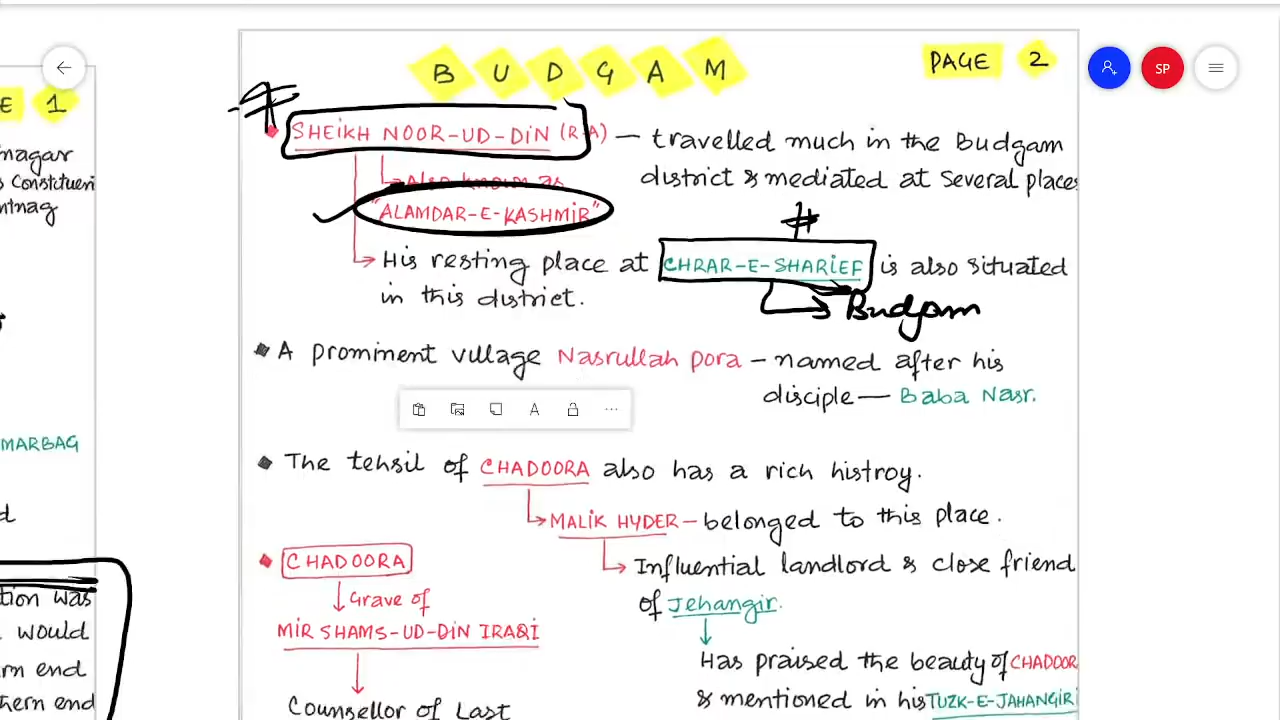 BUDGAM
PAGE 2
E 1
SP
SHEIKH NOOR-UD-DIN (R.A) — travelled much in the Budgam
district & mediated at Several places
Also known as
"ALAMDAR-E-KASHMIR"
His resting place at CHRAR-E-SHARIEF is also situated
in this district.
Budgam
A prominent village Nasrullah pora — named after his
disciple — Baba Nasr.
The tehsil of CHADOORA also has a rich histroy.
MALIK HYDER — belonged to this place.
Influential landlord & close friend
of Jehangir.
Has praised the beauty of CHADOOR
& mentioned in his TUZK-E-JAHANGIRI
CHADOORA
Grave of
MIR SHAMS-UD-DIN IRAQI
Counsellor of Last
nagar
s Constituen
ntnag
MARBAG
d
tion was
would
rn end
thern end